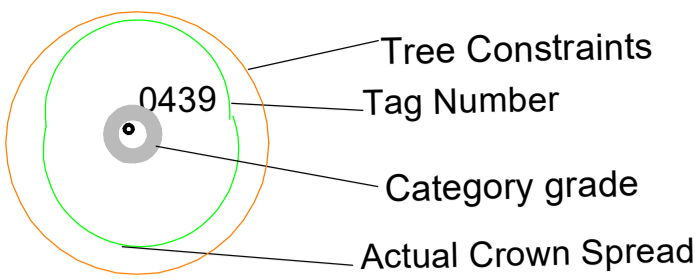 Tree Constraints
0439
Tag Number
Category grade
Actual Crown Spread